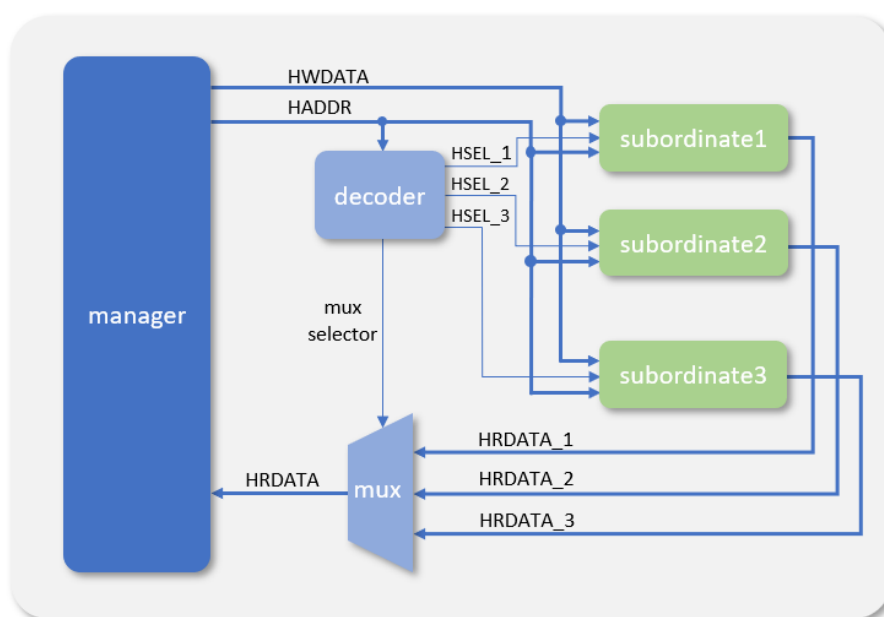 HWDATA
HADDR
subordinate1
HSEL_1
decoder
HSEL_2
HSEL_3
subordinate2
manager
mux
selector
subordinate3
HRDATA_1
HRDATA
mux
HRDATA_2
HRDATA_3